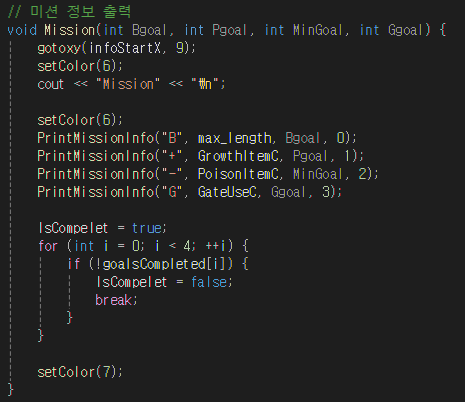 // 미션 정보 출력
void Mission(int Bgoal, int Pgoal, int MinGoal, int Ggoal) {
gotoxy(infoStartX, 9);
setColor(6);
cout << "Mission" << "₩n";
setColor(6);
PrintMissionInfo("B", max_length, Bgoal, 0);
PrintMissionInfo("+", GrowthItemC, Pgoal, 1);
PrintMissionInfo("-", PoisonItemC, MinGoal, 2);
PrintMissionInfo("G", GateUseC, Ggoal, 3);
IsCompelet = true;
for (int i = 0; i < 4; ++i) {
if (!goalsCompleted[i]) {
IsCompelet = false;
break;
}
}
setColor(7);
}